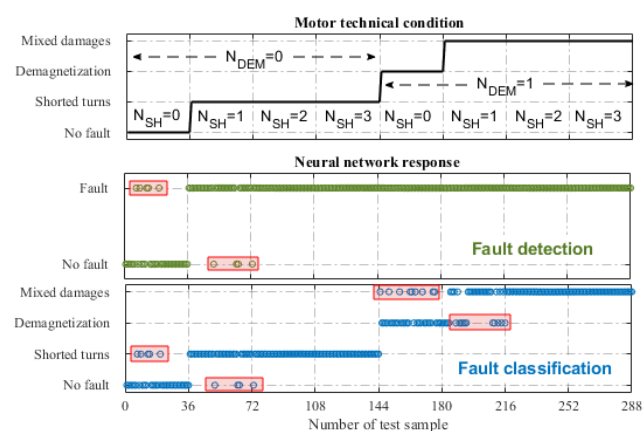 Motor technical condition
Mixed damages
Demagnetization
Shorted turns
No fault
N_DEM=0
N_DEM=1
N_SH=0 N_SH=1 N_SH=2 N_SH=3 N_SH=0 N_SH=1 N_SH=2 N_SH=3
Neural network response
Fault
No fault
Fault detection
Mixed damages
Demagnetization
Shorted turns
No fault
Fault classification
0 36 72 108 144 180 216 252 288
Number of test sample